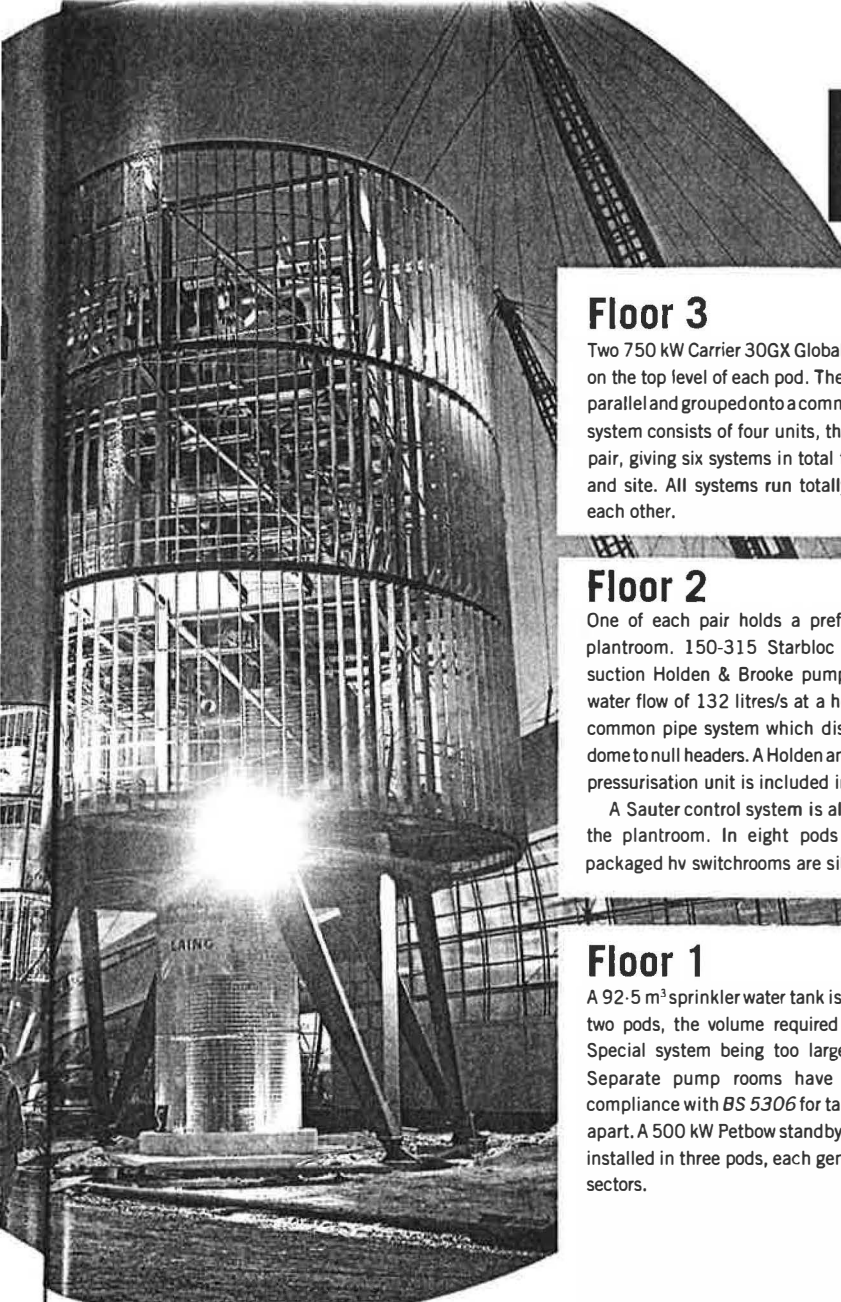 Floor 3
Two 750 kW Carrier 30GX Globa
on the top level of each pod. The
parallel and grouped onto a comm
system consists of four units, th
pair, giving six systems in total
and site. All systems run totall
each other.
Floor 2
One of each pair holds a pref
plantroom. 150-315 Starbloc
suction Holden & Brooke pump
water flow of 132 litres/s at a h
common pipe system which dis
dome to null headers. A Holden an
pressurisation unit is included i
A Sauter control system is al
the plantroom. In eight pods
packaged hv switchrooms are si
LAING
Floor 1
A 92·5 m³ sprinkler water tank is
two pods, the volume required
Special system being too large
Separate pump rooms have
compliance with BS 5306 for ta
apart. A 500 kW Petbow standby
installed in three pods, each ger
sectors.